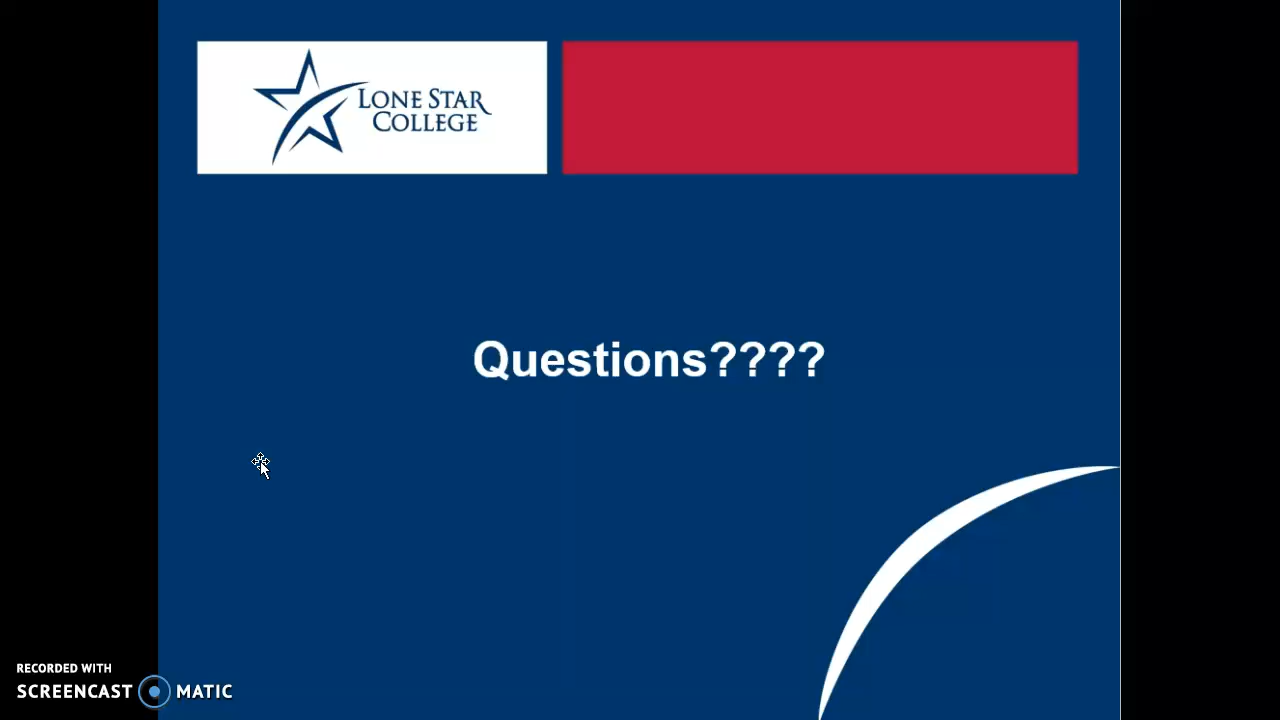 LONE STAR
COLLEGE
Questions????
RECORDED WITH
SCREENCAST MATIC